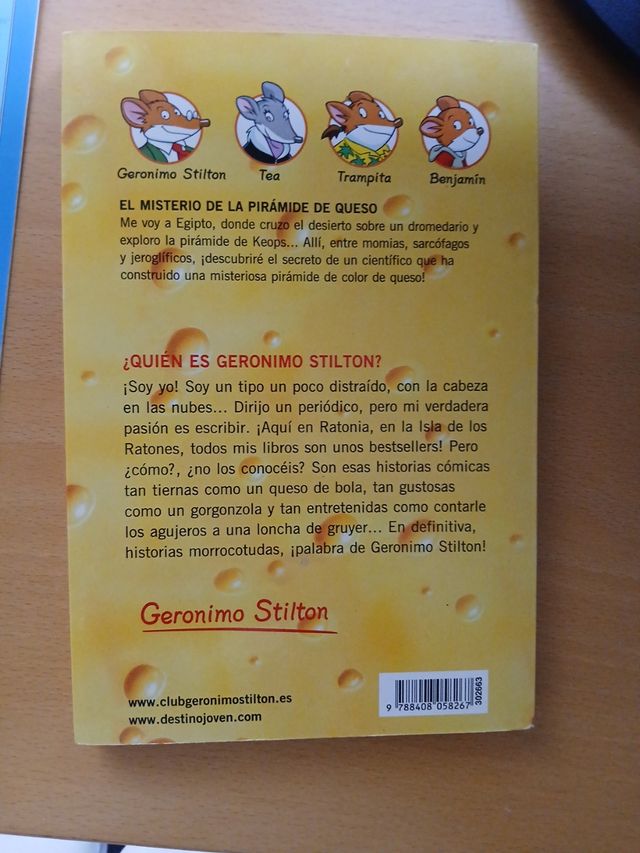 Geronimo Stilton
Tea
Trampita
Benjamín
EL MISTERIO DE LA PIRÁMIDE DE QUESO
Me voy a Egipto, donde cruzo el desierto sobre un dromedario y
exploro la pirámide de Keops... Allí, entre momias, sarcófagos
y jeroglíficos, ¡descubriré el secreto de un científico que ha
construido una misteriosa pirámide de color de queso!
¿QUIÉN ES GERONIMO STILTON?
¡Soy yo! Soy un tipo un poco distraído, con la cabeza
en las nubes... Dirijo un periódico, pero mi verdadera
pasión es escribir. ¡Aquí en Ratonia, en la Isla de los
Ratones, todos mis libros son unos bestsellers! Pero
¿cómo?, ¿no los conocéis? Son esas historias cómicas
tan tiernas como un queso de bola, tan gustosas
como un gorgonzola y tan entretenidas como contarle
los agujeros a una loncha de gruyer... En definitiva,
historias morrocotudas, ¡palabra de Geronimo Stilton!
Geronimo Stilton
www.clubgeronimostilton.es
www.destinojoven.com
9 788408 058267
302663